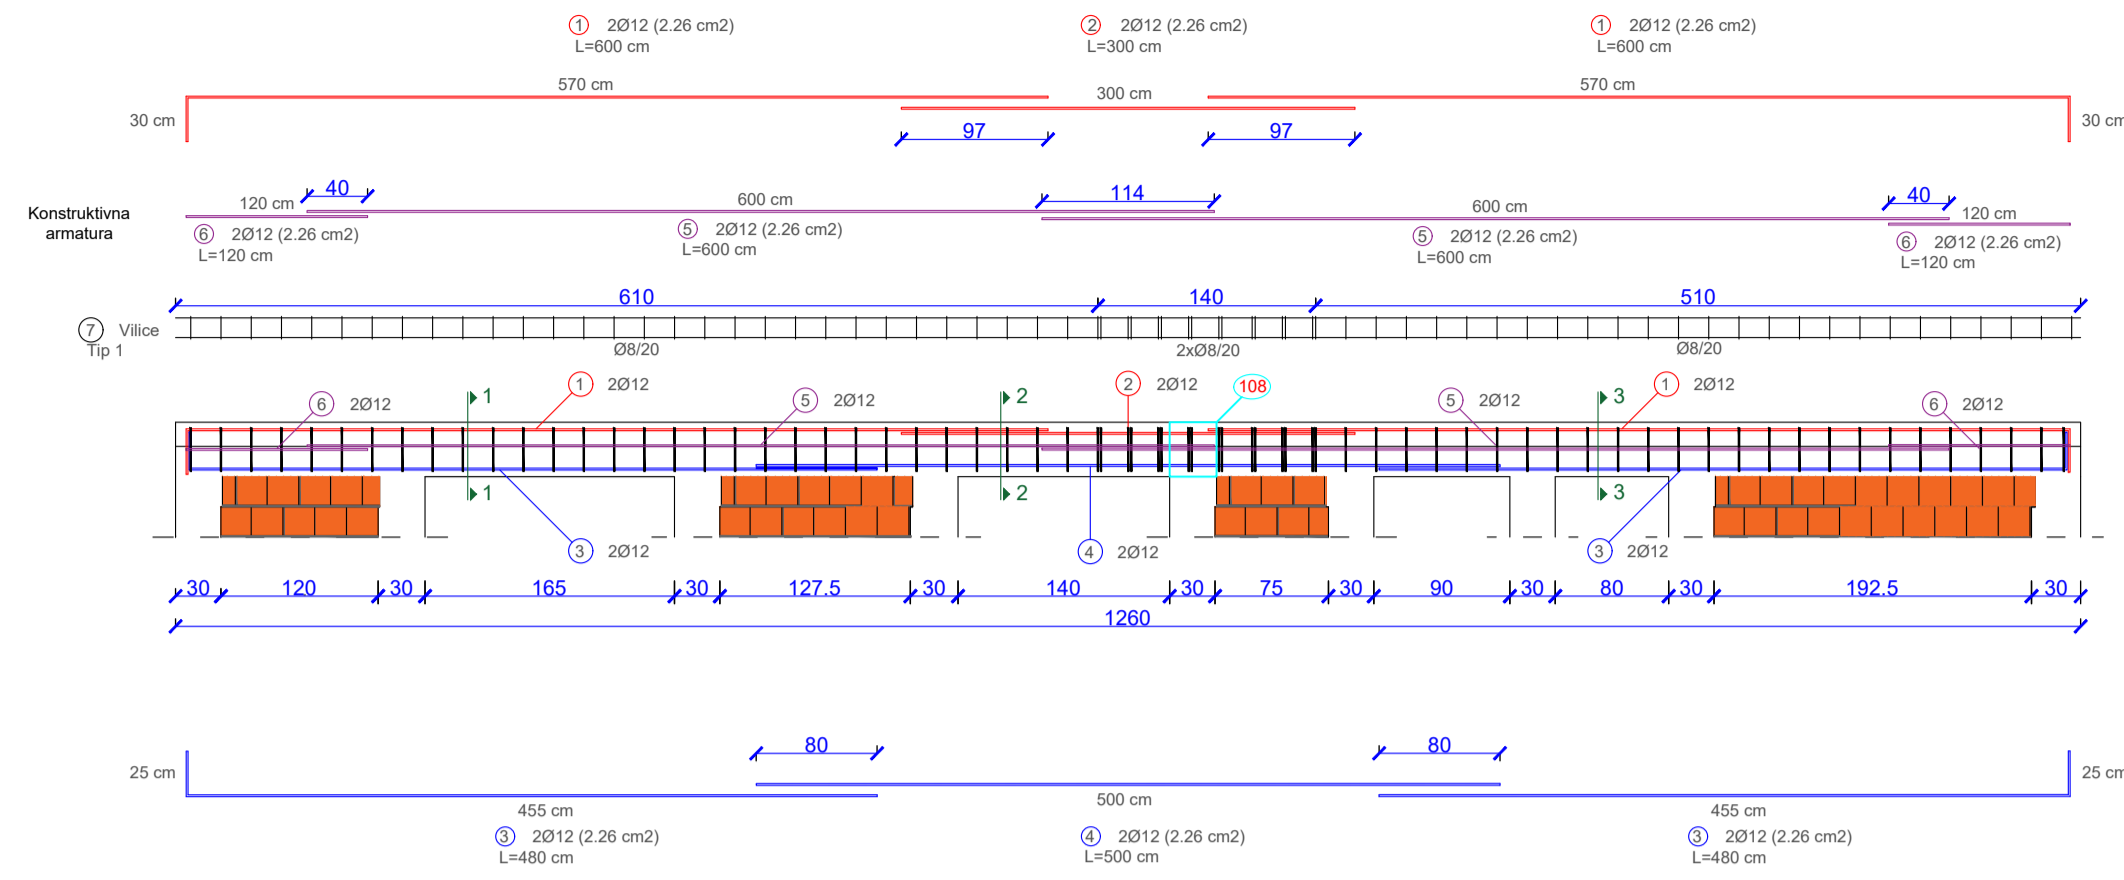 1 2Ø12 (2.26 cm2)
L=600 cm
2 2Ø12 (2.26 cm2)
L=300 cm
1 2Ø12 (2.26 cm2)
L=600 cm
570 cm
300 cm
570 cm
30 cm
97
97
30 cm
Konstruktivna
armatura
120 cm
40
600 cm
114
600 cm
40
120 cm
6 2Ø12 (2.26 cm2)
L=120 cm
5 2Ø12 (2.26 cm2)
L=600 cm
5 2Ø12 (2.26 cm2)
L=600 cm
6 2Ø12 (2.26 cm2)
L=120 cm
610
140
510
7 Vilice
Tip 1
Ø8/20
2xØ8/20
Ø8/20
6 2Ø12
1
1 2Ø12
5 2Ø12
2
2 2Ø12
108
5 2Ø12
3
1 2Ø12
6 2Ø12
1
2
3
3 2Ø12
4 2Ø12
3 2Ø12
30 120 30 165 30 127.5 30 140 30 75 30 90 30 80 30 192.5 30
1260
80
80
25 cm
25 cm
455 cm
500 cm
455 cm
3 2Ø12 (2.26 cm2)
L=480 cm
4 2Ø12 (2.26 cm2)
L=500 cm
3 2Ø12 (2.26 cm2)
L=480 cm